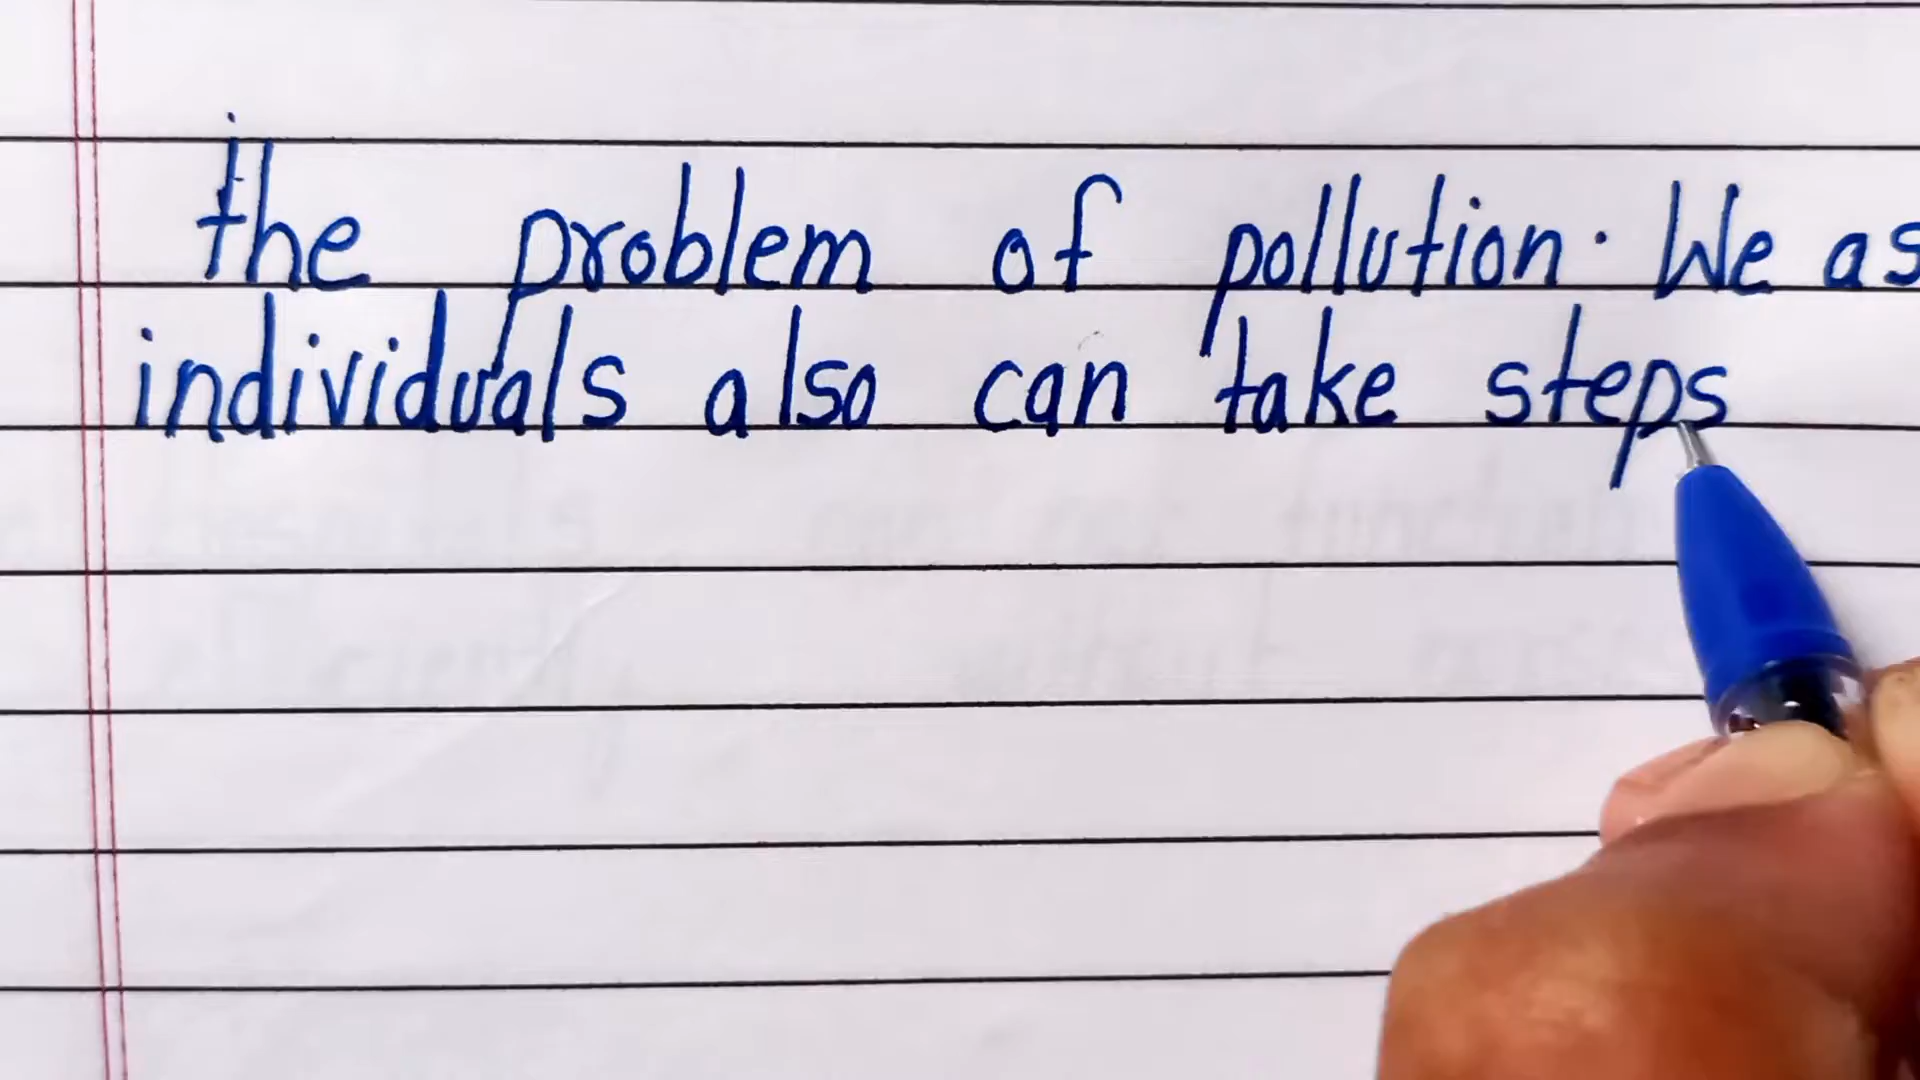 the problem of pollution. We as
individuals also can take steps